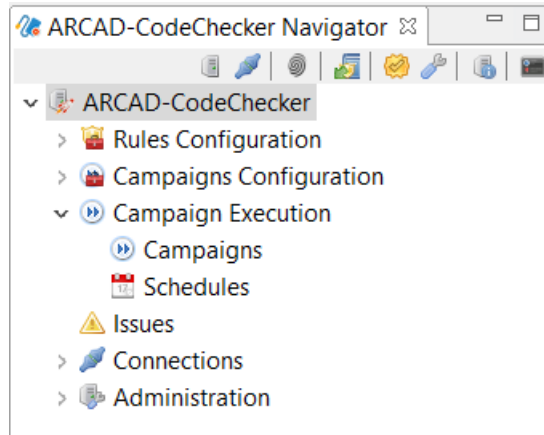 ARCAD-CodeChecker Navigator
ARCAD-CodeChecker
Rules Configuration
Campaigns Configuration
Campaign Execution
Campaigns
Schedules
Issues
Connections
Administration